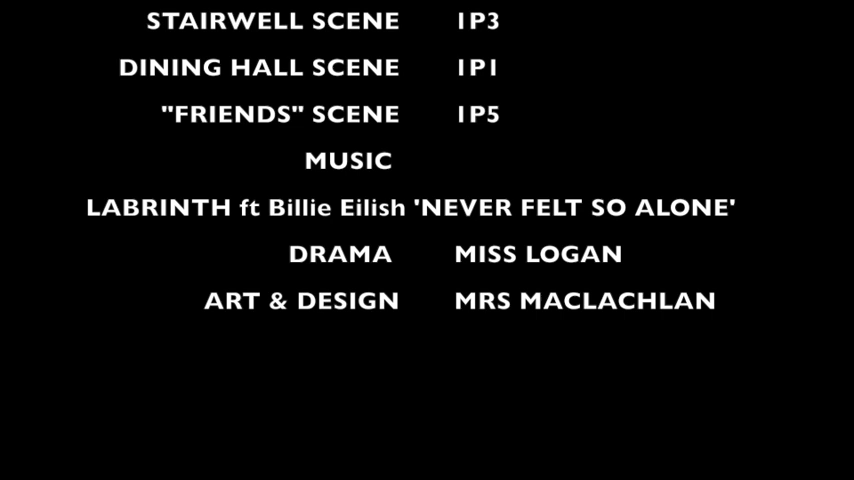 STAIRWELL SCENE 1P3
DINING HALL SCENE 1P1
"FRIENDS" SCENE 1P5
MUSIC
LABRINTH ft Billie Eilish 'NEVER FELT SO ALONE'
DRAMA MISS LOGAN
ART & DESIGN MRS MACLACHLAN